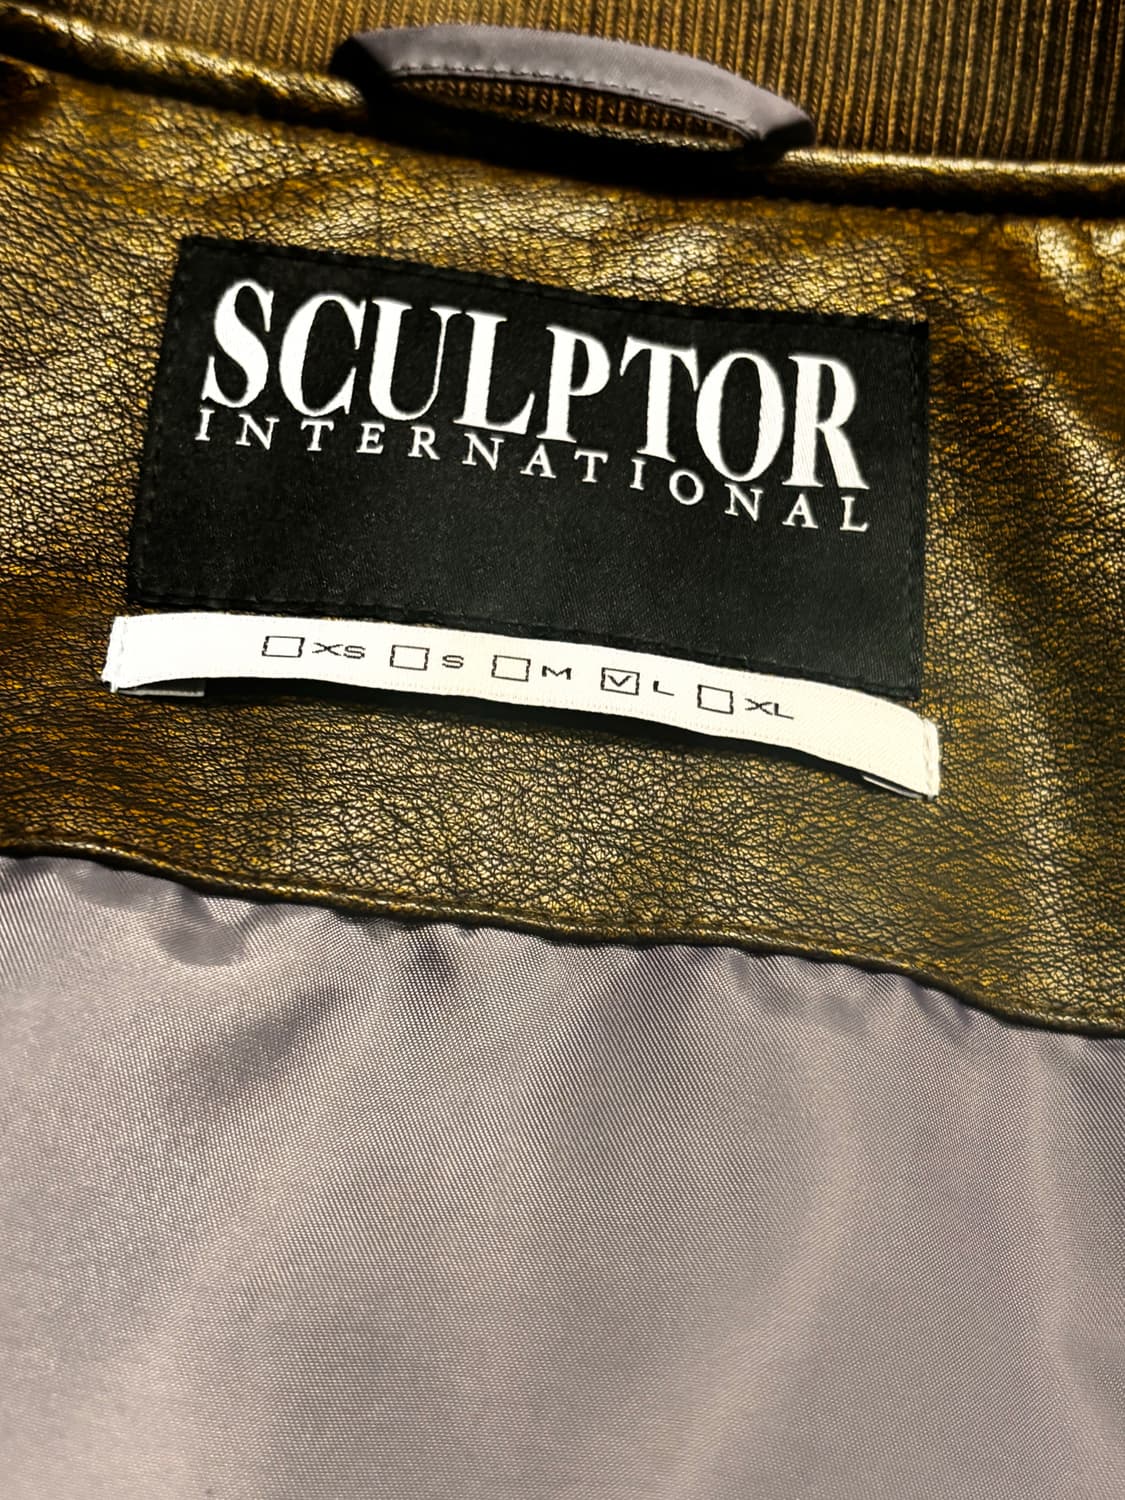 SCULPTOR
INTERNATIONAL
☐ XS ☐ S ☐ M ☑ L ☐ XL